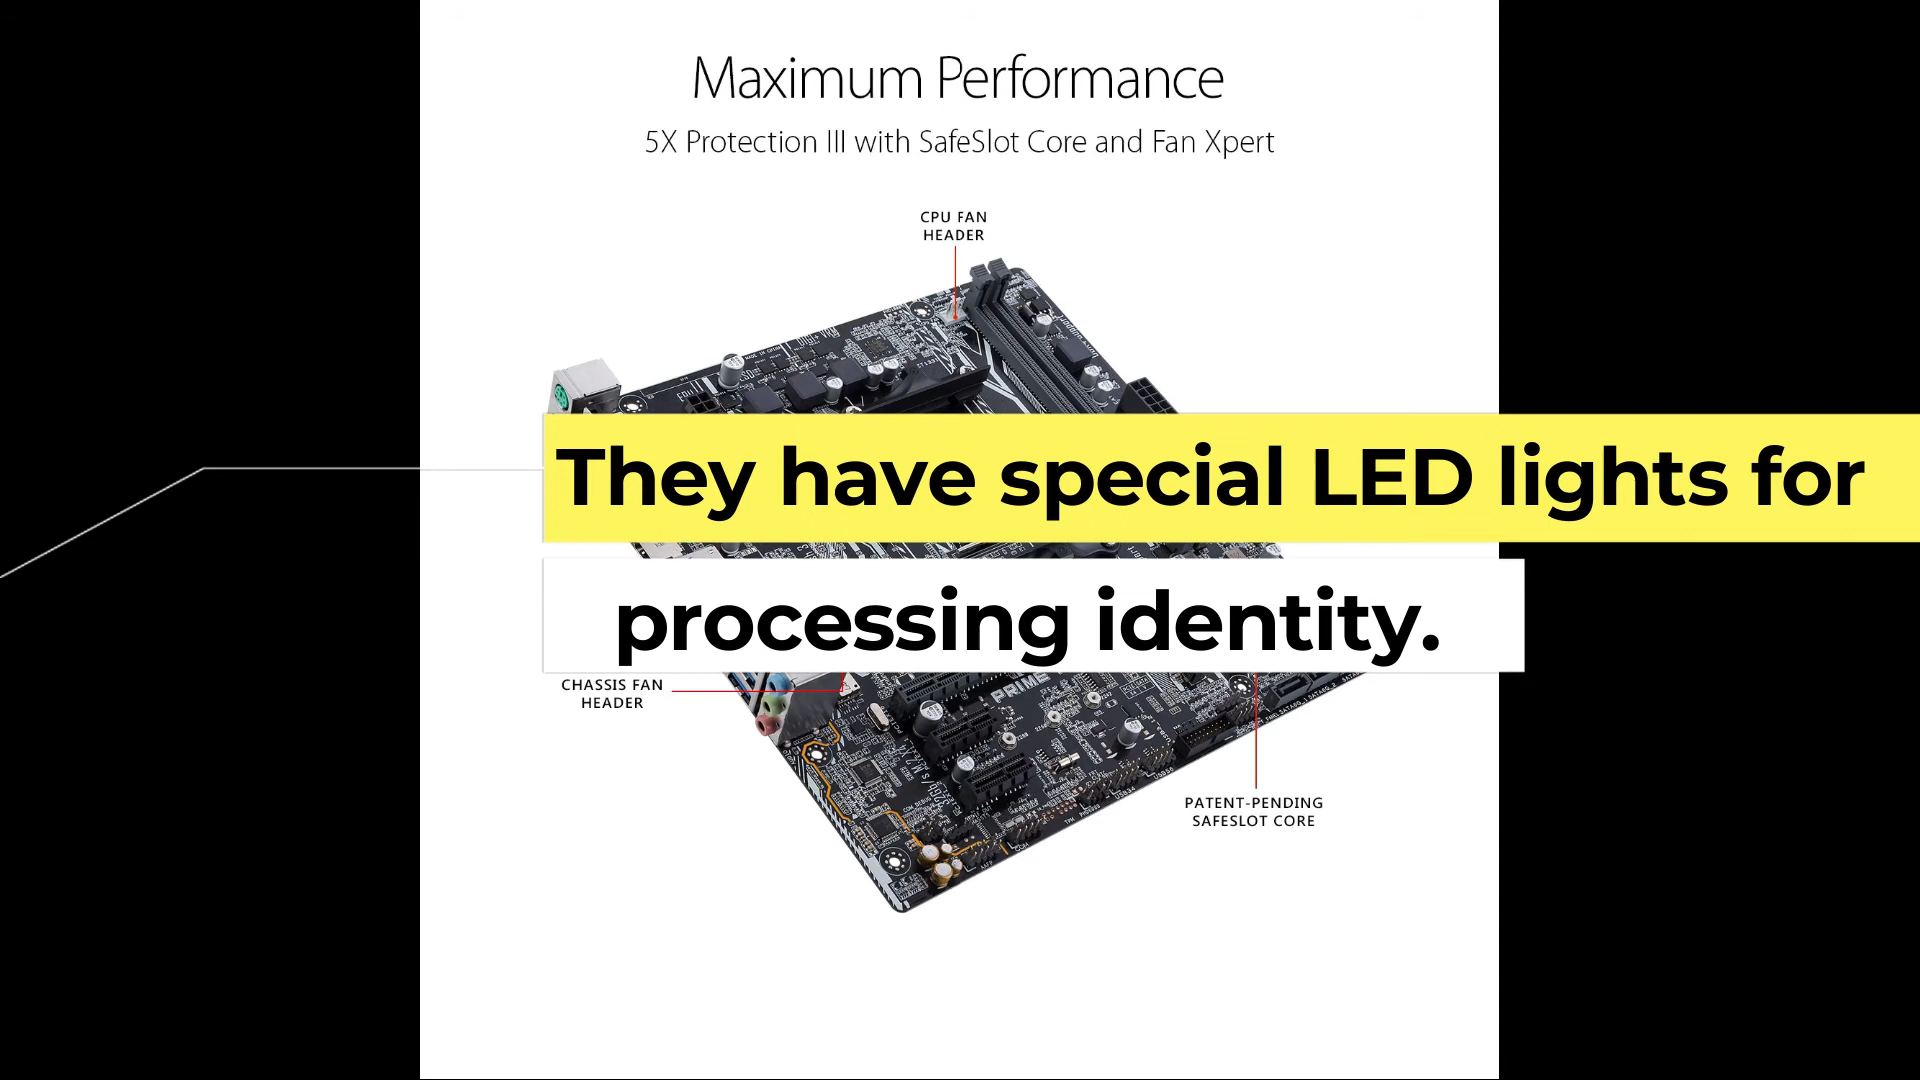 Maximum Performance
5X Protection III with SafeSlot Core and Fan Xpert
CPU FAN
HEADER
They have special LED lights for
processing identity.
CHASSIS FAN
HEADER
PRIME
PATENT-PENDING
SAFESLOT CORE